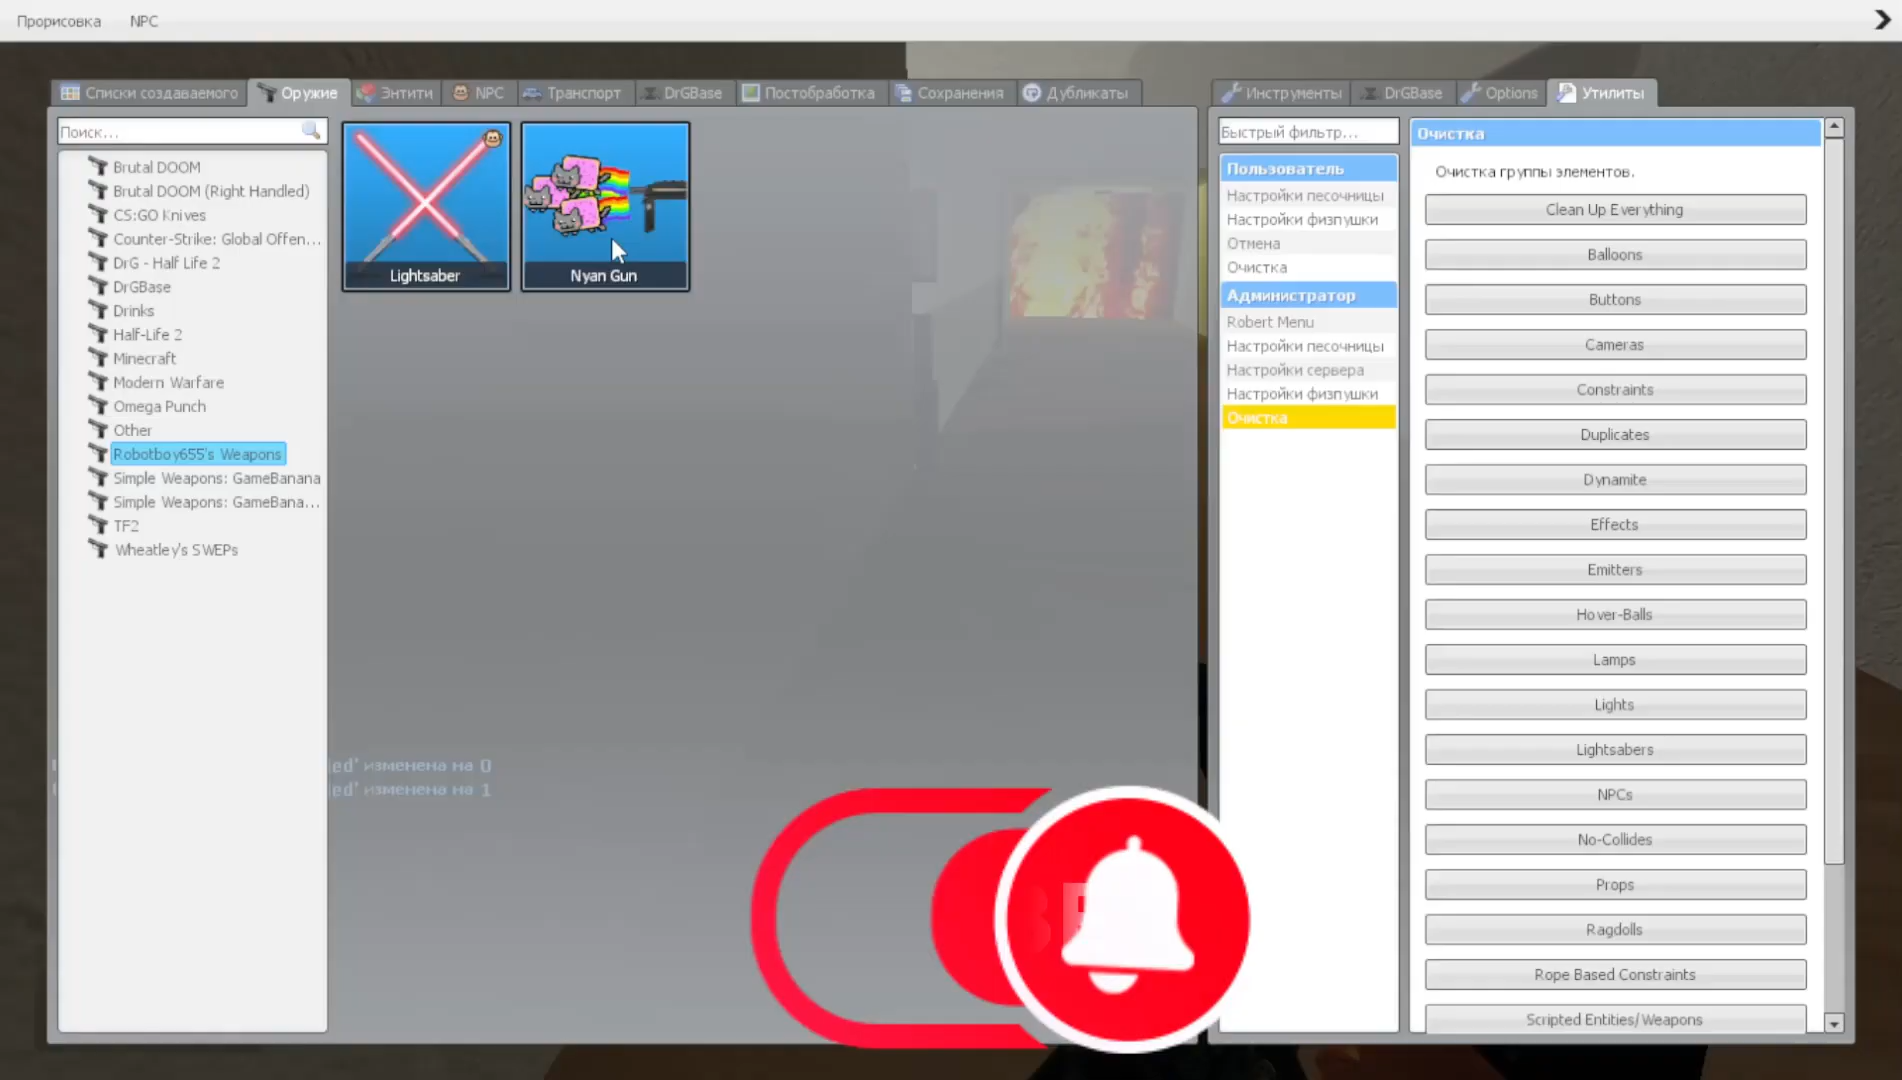 Прорисовка NPC
Списки создаваемого Оружие Энтити NPC Транспорт DrGBase Постобработка Сохранения Дубликаты
Инструменты DrGBase Options Утилиты
Поиск...
Brutal DOOM
Brutal DOOM (Right Handled)
CS:GO Knives
Counter-Strike: Global Offen...
DrG - Half Life 2
DrGBase
Drinks
Half-Life 2
Minecraft
Modern Warfare
Omega Punch
Other
Robotboy655's Weapons
Simple Weapons: GameBanana
Simple Weapons: GameBana...
TF2
Wheatley's SWEPs
Lightsaber
Nyan Gun
ed' изменена на 0
ed' изменена на 1
Быстрый фильтр...
Пользователь
Настройки песочницы
Настройки физпушки
Отмена
Очистка
Администратор
Robert Menu
Настройки песочницы
Настройки сервера
Настройки физпушки
Очистка
Очистка
Очистка группы элементов.
Clean Up Everything
Balloons
Buttons
Cameras
Constraints
Duplicates
Dynamite
Effects
Emitters
Hover-Balls
Lamps
Lights
Lightsabers
NPCs
No-Collides
Props
Ragdolls
Rope Based Constraints
Scripted Entities/Weapons